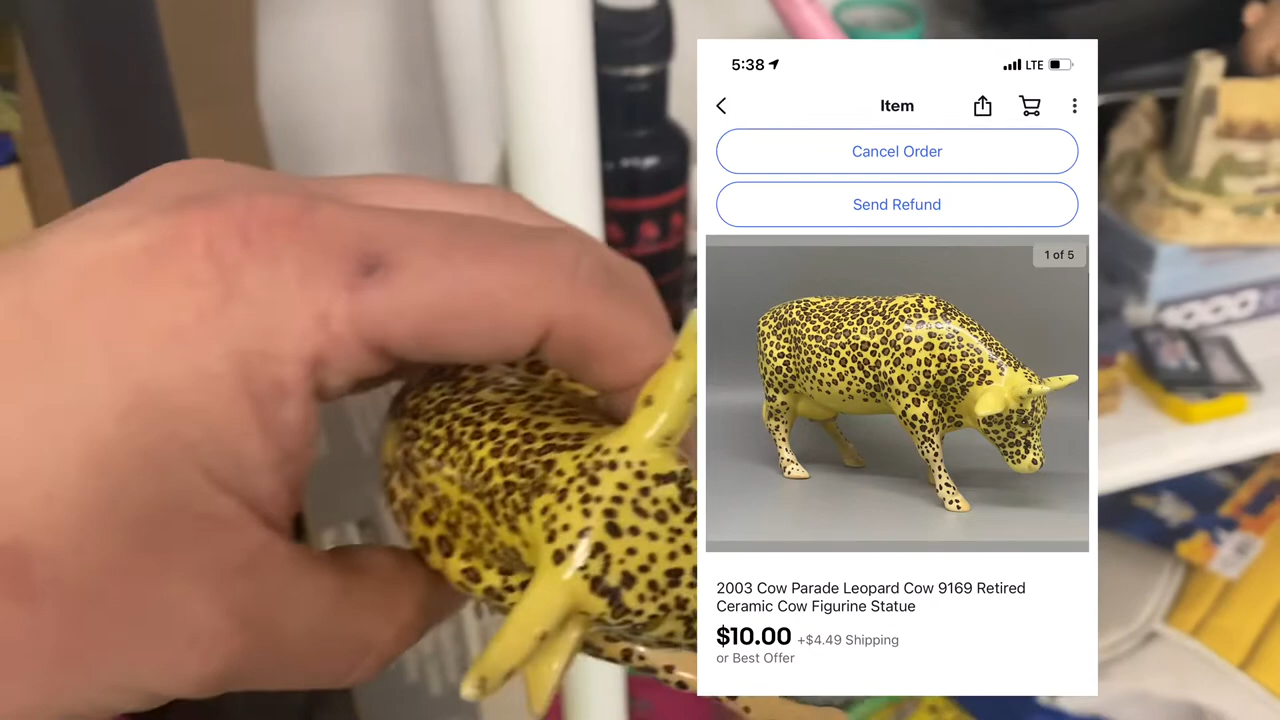 5:38
LTE
Item
Cancel Order
Send Refund
1 of 5
2003 Cow Parade Leopard Cow 9169 Retired
Ceramic Cow Figurine Statue
$10.00 +$4.49 Shipping
or Best Offer